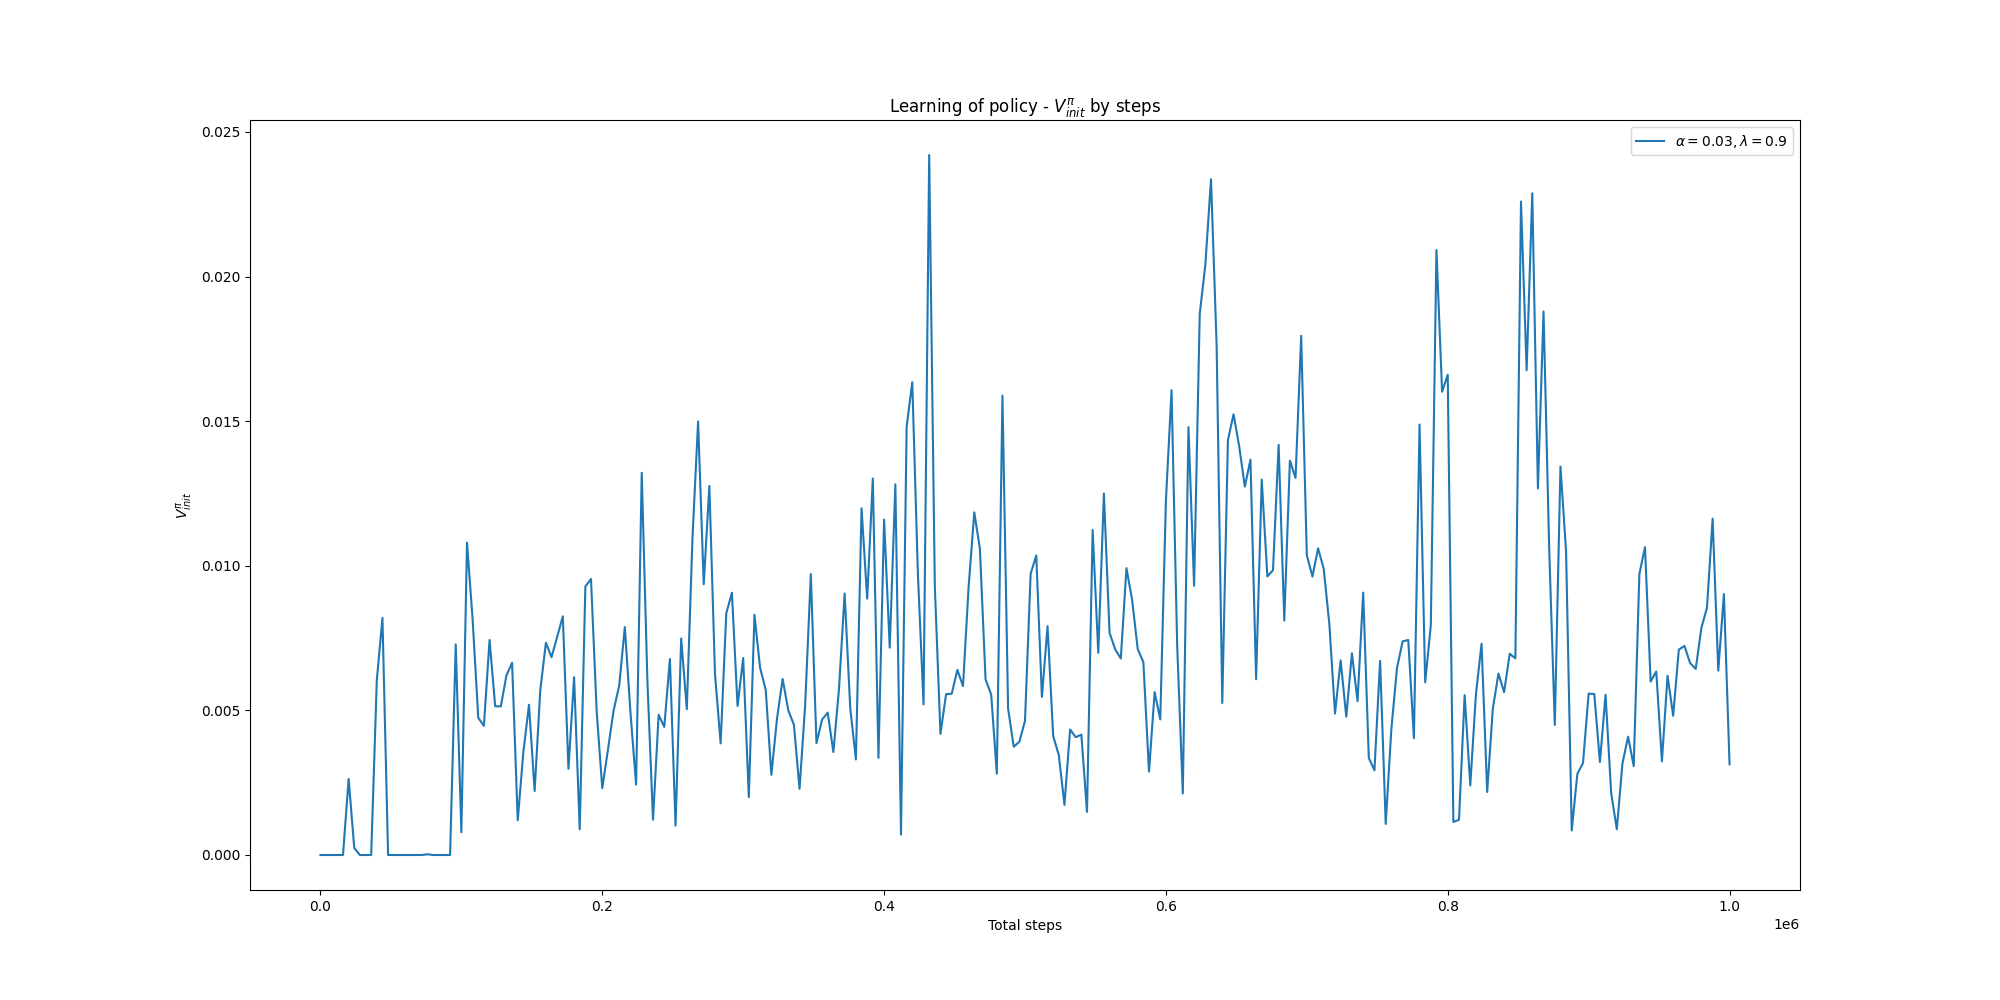 Learning of policy - $V_{init}^{\pi}$ by steps
α = 0.03, λ = 0.9
0.025
0.020
0.015
0.010
0.005
0.000
$V_{init}^{\pi}$
0.0 0.2 0.4 0.6 0.8 1.0
Total steps
1e6